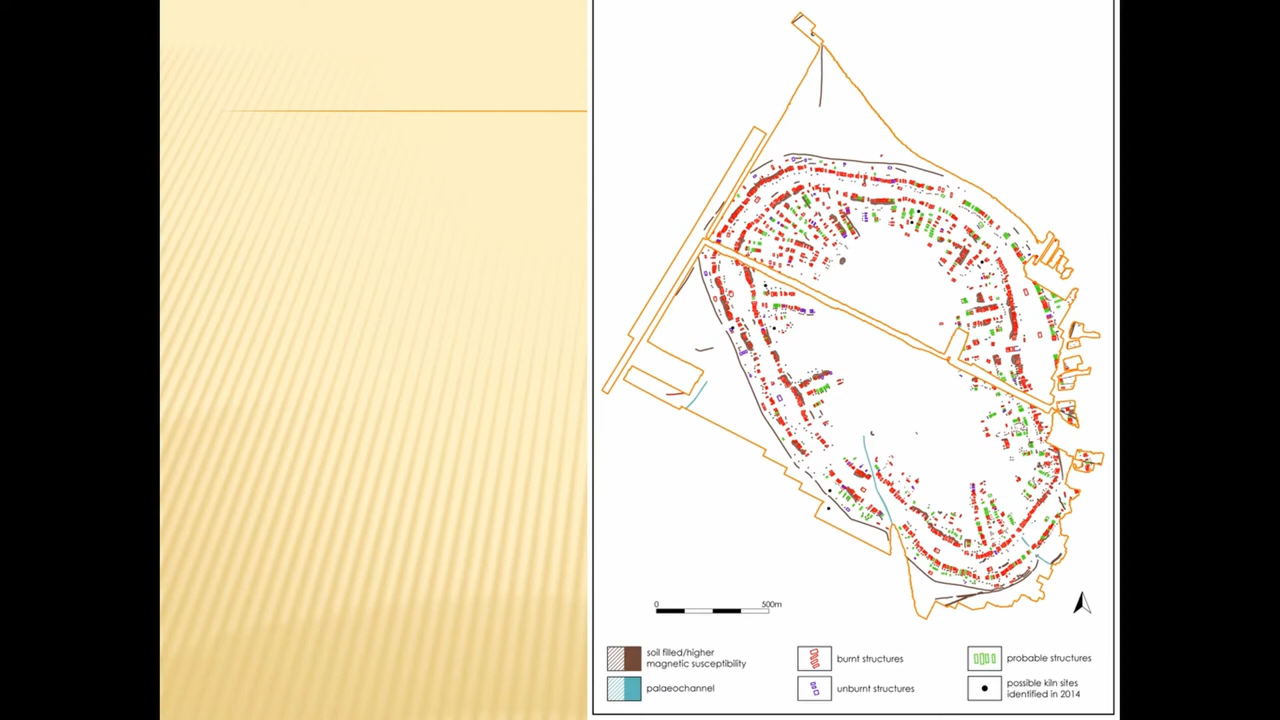 0
500m
soil filled/higher
magnetic susceptibility
burnt structures
probable structures
palaeochannel
unburnt structures
possible kiln sites
identified in 2014